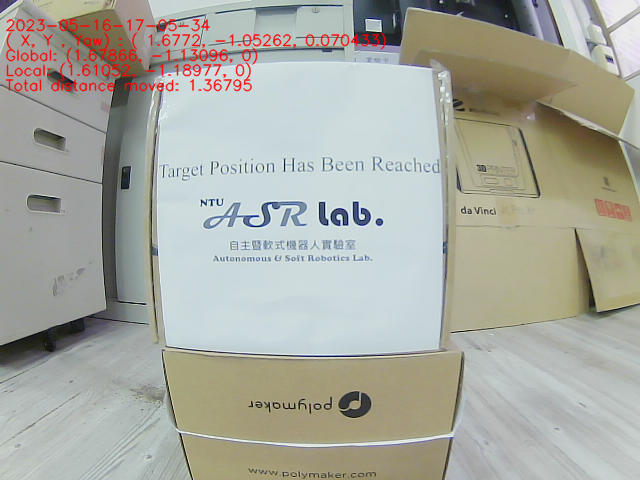 2023-05-16-17-05-34
( X, Y , Yaw) : ( 1.6772, -1.05262, 0.070433)
Global: (1.67866, -1.13096, 0)
Local: (1.61052, -1.18977, 0)
Total distance moved: 1.36795
Target Position Has Been Reached
NTU
ASR Lab.
自主暨軟式機器人實驗室
Autonomous & Soft Robotics Lab.
da Vinci
polymaker
www.polymaker.com